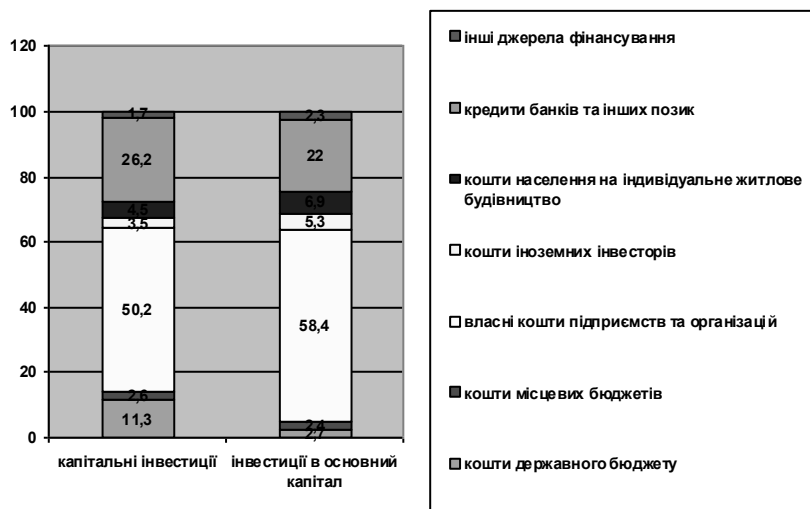 120
100
80
60
40
20
0
1,7
26,2
4,5
3,5
50,2
2,6
11,3
2,3
22
6,9
5,3
58,4
2,4
2,7
капітальні інвестиції
інвестиції в основний
капітал
інші джерела фінансування
кредити банків та інших позик
кошти населення на індивідуальне житлове
будівництво
кошти іноземних інвесторів
власні кошти підприємств та організацій
кошти місцевих бюджетів
кошти державного бюджету